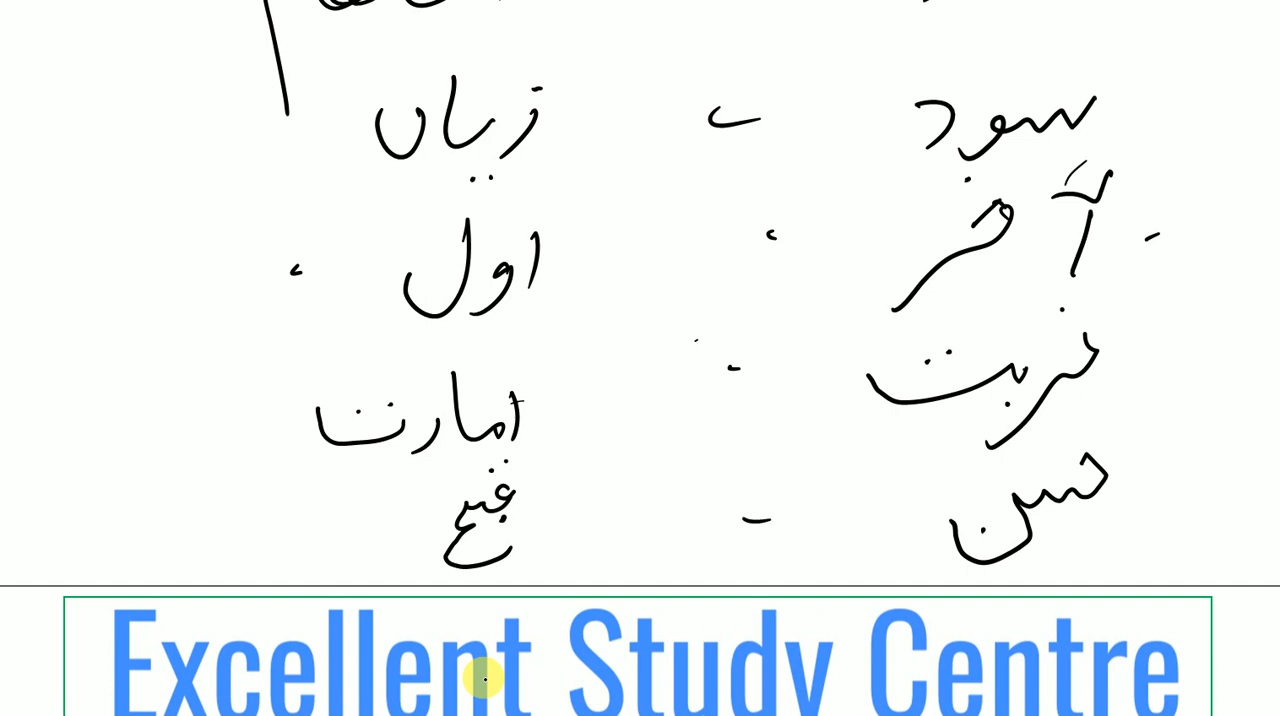 سود - زیاں
آخر - اول
غربت - امارت
حسن - قبح
Excellent Study Centre